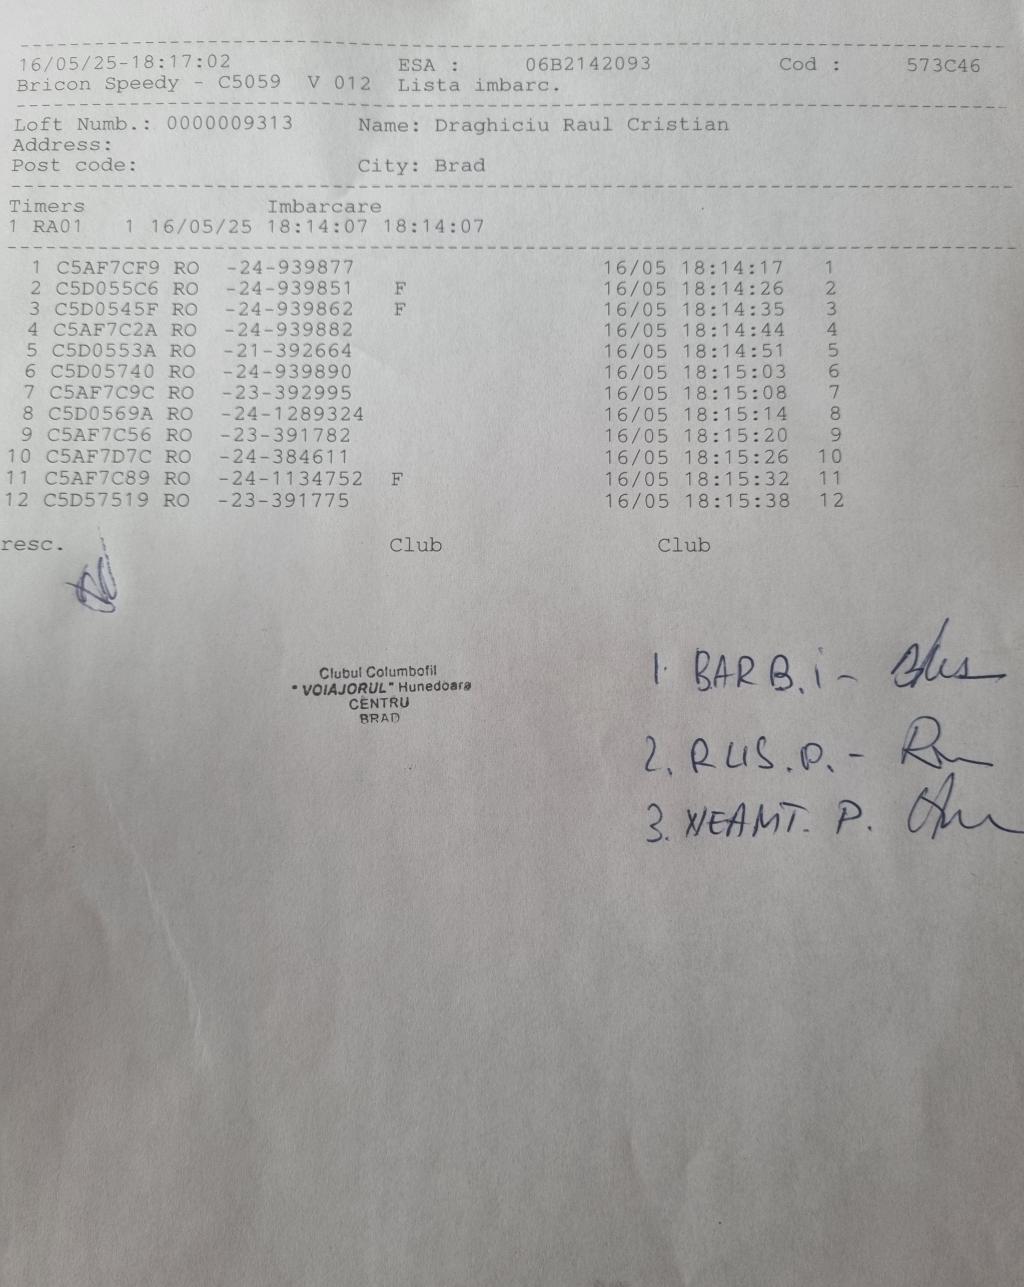 16/05/25-18:17:02 ESA : 06B2142093 Cod : 573C46
Bricon Speedy - C5059 V 012 Lista imbarc.
Loft Numb.: 0000009313 Name: Draghiciu Raul Cristian
Address:
Post code: City: Brad
Timers Imbarcare
1 RA01 1 16/05/25 18:14:07 18:14:07
1 C5AF7CF9 RO -24-939877 16/05 18:14:17 1
2 C5D055C6 RO -24-939851 F 16/05 18:14:26 2
3 C5D0545F RO -24-939862 F 16/05 18:14:35 3
4 C5AF7C2A RO -24-939882 16/05 18:14:44 4
5 C5D0553A RO -21-392664 16/05 18:14:51 5
6 C5D05740 RO -24-939890 16/05 18:15:03 6
7 C5AF7C9C RO -23-392995 16/05 18:15:08 7
8 C5D0569A RO -24-1289324 16/05 18:15:14 8
9 C5AF7C56 RO -23-391782 16/05 18:15:20 9
10 C5AF7D7C RO -24-384611 16/05 18:15:26 10
11 C5AF7C89 RO -24-1134752 F 16/05 18:15:32 11
12 C5D57519 RO -23-391775 16/05 18:15:38 12
resc. Club Club
Clubul Columbofil
"VOIAJORUL" Hunedoara
CENTRU
BRAD
1. BARB.i -
2. RUS.P. -
3. NEAMT. P.